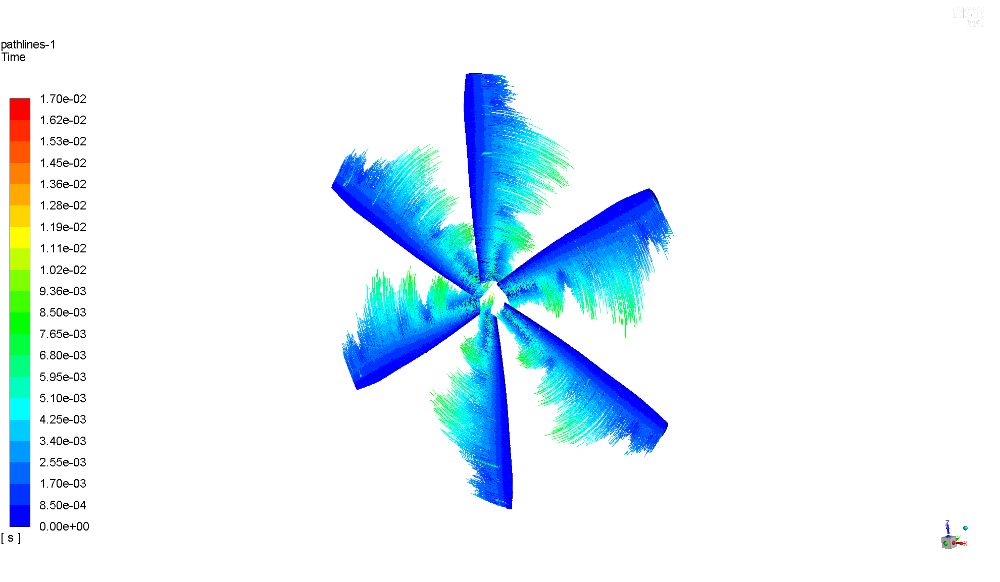 ANSYS
R19.
pathlines-1
Time
1.70e-02
1.62e-02
1.53e-02
1.45e-02
1.36e-02
1.28e-02
1.19e-02
1.11e-02
1.02e-02
9.36e-03
8.50e-03
7.65e-03
6.80e-03
5.95e-03
5.10e-03
4.25e-03
3.40e-03
2.55e-03
1.70e-03
8.50e-04
0.00e+00
[ s ]
Z
Y
X